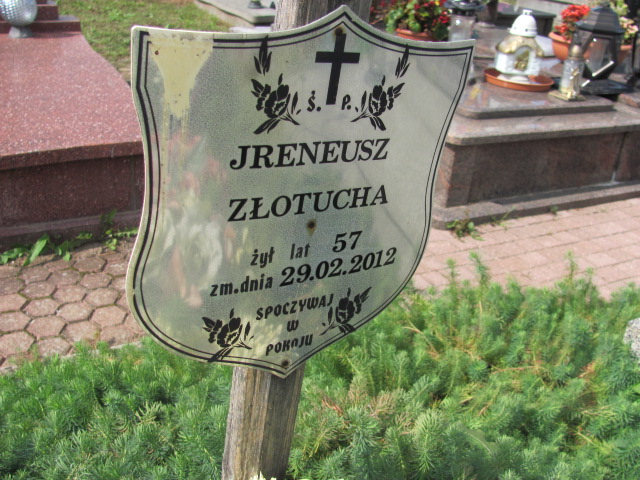 Ś. P.
JRENEUSZ
ZŁOTUCHA
żył lat 57
zm. dnia 29.02.2012
SPOCZYWAJ
W
POKOJU